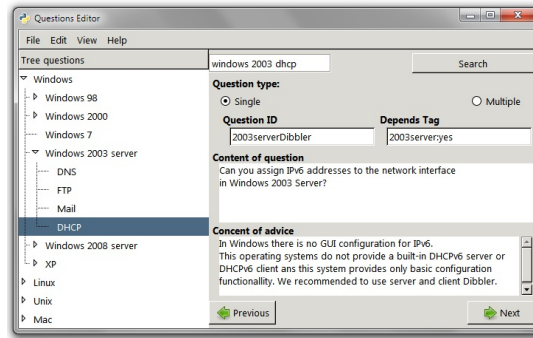 Questions Editor
File Edit View Help
Tree questions
Windows
Windows 98
Windows 2000
Windows 7
Windows 2003 server
DNS
FTP
Mail
DHCP
Windows 2008 server
XP
Linux
Unix
Mac
windows 2003 dhcp
Search
Question type:
Single
Multiple
Question ID
Depends Tag
2003serverDibbler
2003server:yes
Content of question
Can you assign IPv6 addresses to the network interface
in Windows 2003 Server?
Concent of advice
In Windows there is no GUI configuration for IPv6.
This operating systems do not provide a built-in DHCPv6 server or
DHCPv6 client ans this system provides only basic configuration
functionallity. We recommended to use server and client Dibbler.
Previous
Next